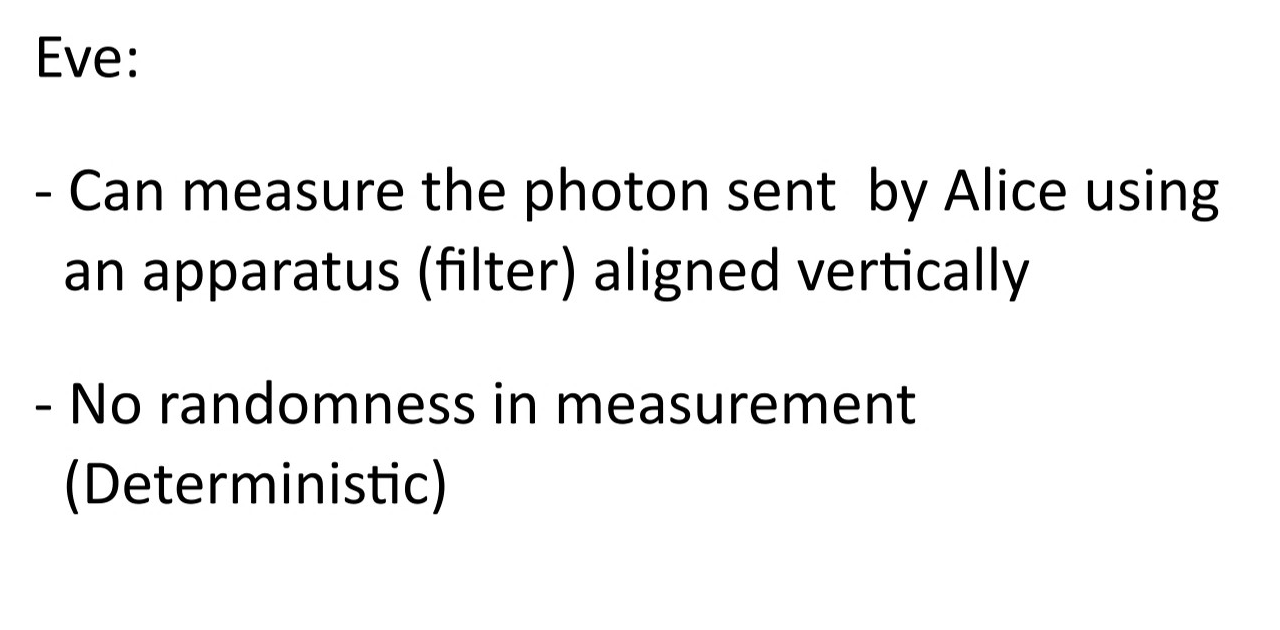 Eve:
- Can measure the photon sent  by Alice using
an apparatus (filter) aligned vertically
- No randomness in measurement
(Deterministic)